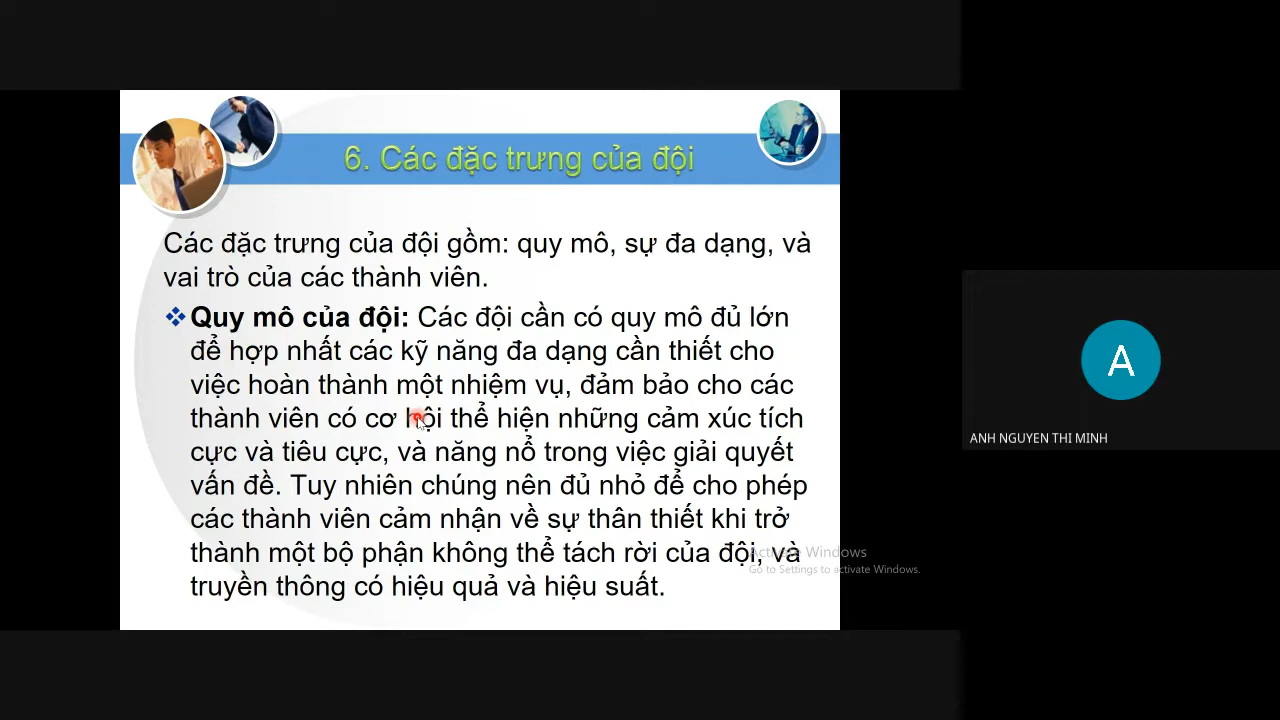 6. Các đặc trưng của đội
Các đặc trưng của đội gồm: quy mô, sự đa dạng, và
vai trò của các thành viên.
Quy mô của đội: Các đội cần có quy mô đủ lớn
để hợp nhất các kỹ năng đa dạng cần thiết cho
việc hoàn thành một nhiệm vụ, đảm bảo cho các
thành viên có cơ hội thể hiện những cảm xúc tích
cực và tiêu cực, và năng nổ trong việc giải quyết
vấn đề. Tuy nhiên chúng nên đủ nhỏ để cho phép
các thành viên cảm nhận về sự thân thiết khi trở
thành một bộ phận không thể tách rời của đội, và
truyền thông có hiệu quả và hiệu suất.
Activate Windows
Go to Settings to activate Windows.
A
ANH NGUYEN THI MINH